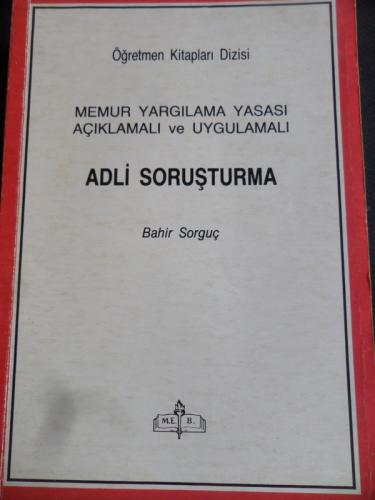 Öğretmen Kitapları Dizisi
MEMUR YARGILAMA YASASI
AÇIKLAMALI ve UYGULAMALI
ADLİ SORUŞTURMA
Bahir Sorguç
M.E. B.